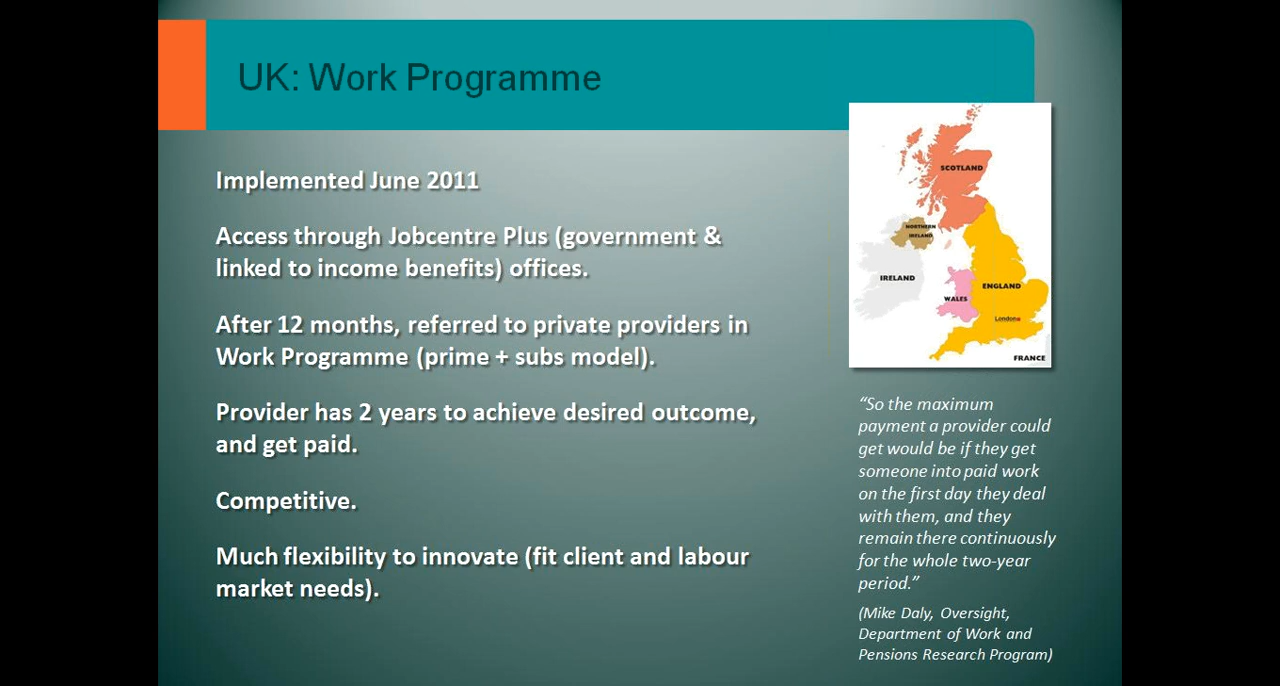 UK: Work Programme
Implemented June 2011
Access through Jobcentre Plus (government &
linked to income benefits) offices.
After 12 months, referred to private providers in
Work Programme (prime + subs model).
Provider has 2 years to achieve desired outcome,
and get paid.
Competitive.
Much flexibility to innovate (fit client and labour
market needs).
SCOTLAND
NORTHERN
IRELAND
IRELAND
WALES
ENGLAND
London
FRANCE
“So the maximum
payment a provider could
get would be if they get
someone into paid work
on the first day they deal
with them, and they
remain there continuously
for the whole two-year
period.”
(Mike Daly, Oversight,
Department of Work and
Pensions Research Program)